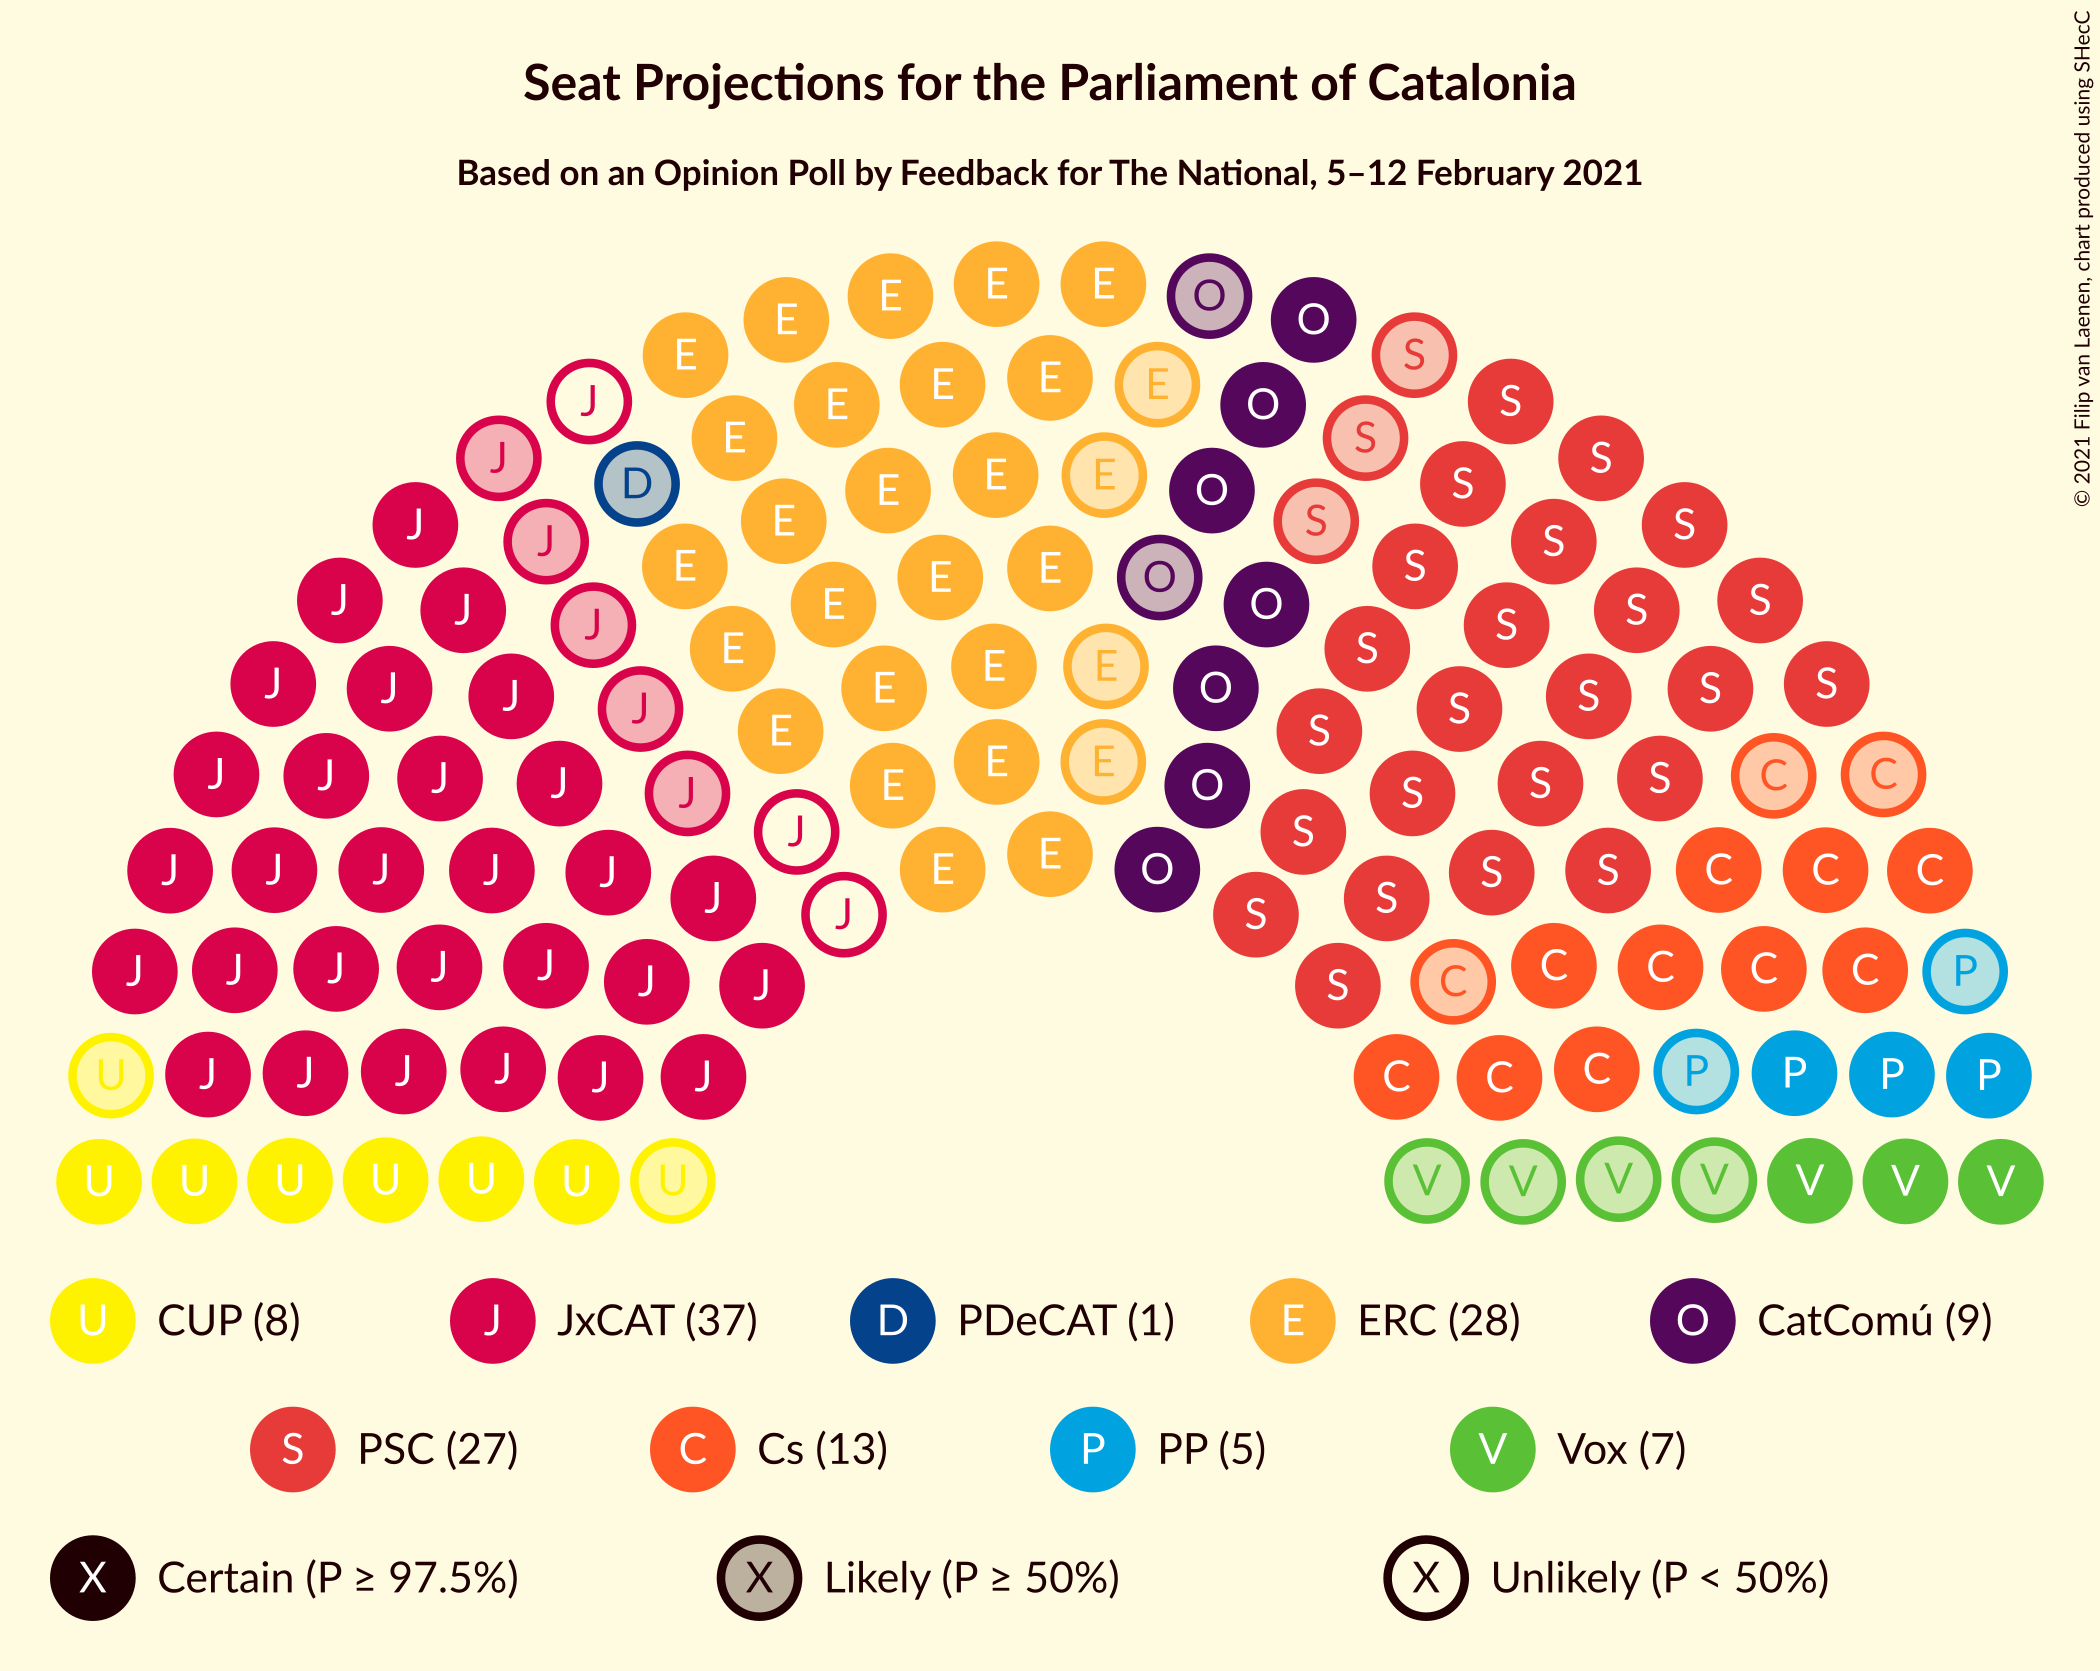 Seat Projections for the Parliament of Catalonia
Based on an Opinion Poll by Feedback for The National, 5–12 February 2021
© 2021 Filip van Laenen, chart produced using SHecC
E E
E E O
E O
J E E S
E E E
J E E O S S
J D E S
E E E O S S
J J E S S
E E O S
J J E E S S
J J E E O S S
J J E E O S S
J J E E O S S
J J E E S S
J J J E O S C C
J J J E S S S
J J S
J J J J J E E O S S S C C C
J J J S S
J J J J J J J S C C C C C P
U J J J J J J C C C P P P P
U U U U U U U V V V V V V V
U CUP (8) J JxCAT (37) D PDeCAT (1) E ERC (28) O CatComú (9)
S PSC (27) C Cs (13) P PP (5) V Vox (7)
X Certain (P ≥ 97.5%) X Likely (P ≥ 50%) X Unlikely (P < 50%)